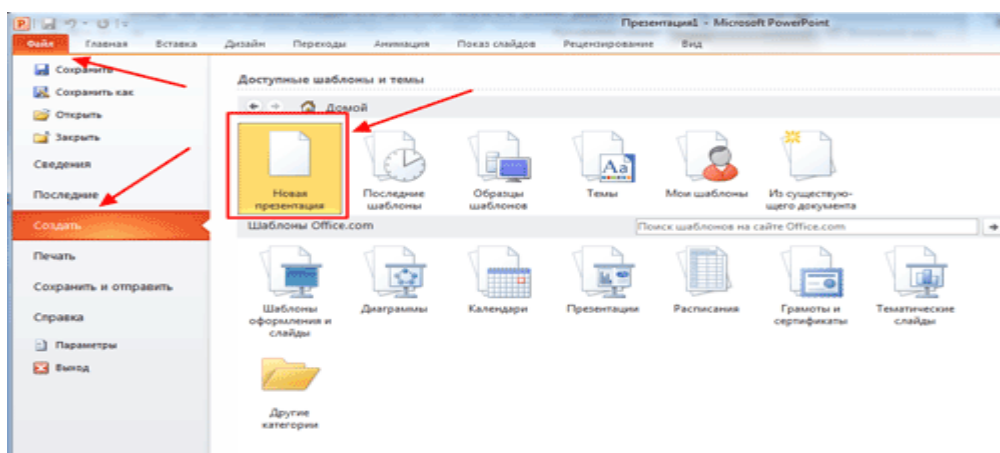 Презентация1 - Microsoft PowerPoint
Файл Главная Вставка Дизайн Переходы Анимация Показ слайдов Рецензирование Вид
Сохранить
Сохранить как
Открыть
Закрыть
Сведения
Последние
Создать
Печать
Сохранить и отправить
Справка
Параметры
Выход
Доступные шаблоны и темы
Домой
Новая
презентация
Последние
шаблоны
Образцы
шаблонов
Темы
Мои шаблоны
Из существую-
щего документа
Шаблоны Office.com
Поиск шаблонов на сайте Office.com
Шаблоны
оформления и
слайды
Диаграммы
Календари
Презентации
Расписания
Грамоты и
сертификаты
Тематические
слайды
Другие
категории